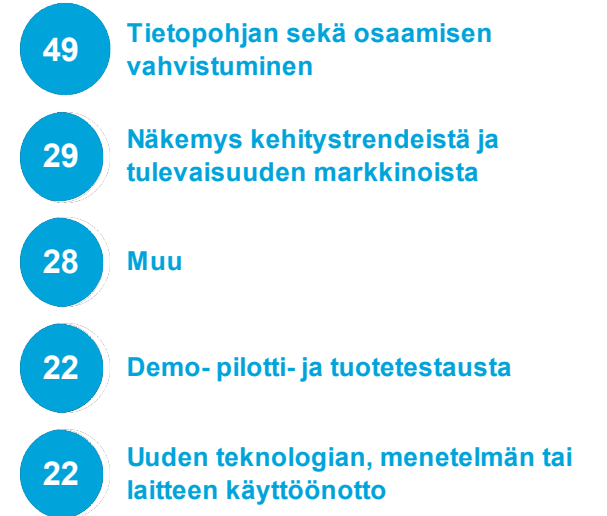 49
Tietopohjan sekä osaamisen
vahvistuminen
29
Näkemys kehitystrendeistä ja
tulevaisuuden markkinoista
28
Muu
22
Demo- pilotti- ja tuotetestausta
22
Uuden teknologian, menetelmän tai
laitteen käyttöönotto